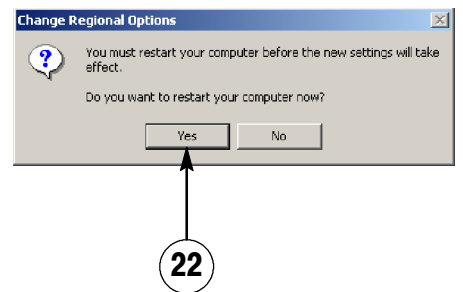 Change Regional Options
You must restart your computer before the new settings will take
effect.
Do you want to restart your computer now?
Yes
No
22